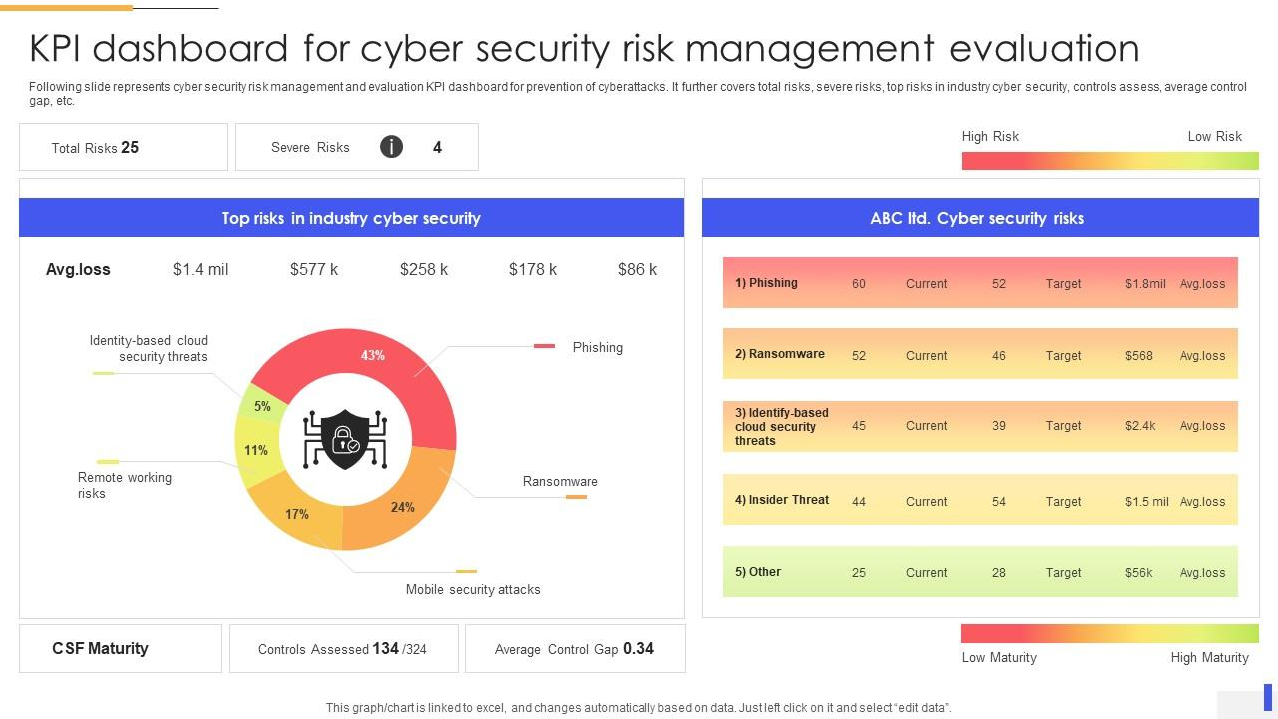 KPI dashboard for cyber security risk management evaluation
Following slide represents cyber security risk management and evaluation KPI dashboard for prevention of cyberattacks. It further covers total risks, severe risks, top risks in industry cyber security, controls assess, average control
gap, etc.
Total Risks 25
Severe Risks i 4
High Risk Low Risk
Top risks in industry cyber security
Avg.loss $1.4 mil $577 k $258 k $178 k $86 k
Identity-based cloud
security threats
43%
Phishing
5%
11%
Remote working
risks
Ransomware
24%
17%
Mobile security attacks
ABC ltd. Cyber security risks
1) Phishing 60 Current 52 Target $1.8mil Avg.loss
2) Ransomware 52 Current 46 Target $568 Avg.loss
3) Identify-based
cloud security
threats
45 Current 39 Target $2.4k Avg.loss
4) Insider Threat 44 Current 54 Target $1.5 mil Avg.loss
5) Other 25 Current 28 Target $56k Avg.loss
CSF Maturity
Controls Assessed 134 /324
Average Control Gap 0.34
Low Maturity High Maturity
This graph/chart is linked to excel, and changes automatically based on data. Just left click on it and select “edit data”.